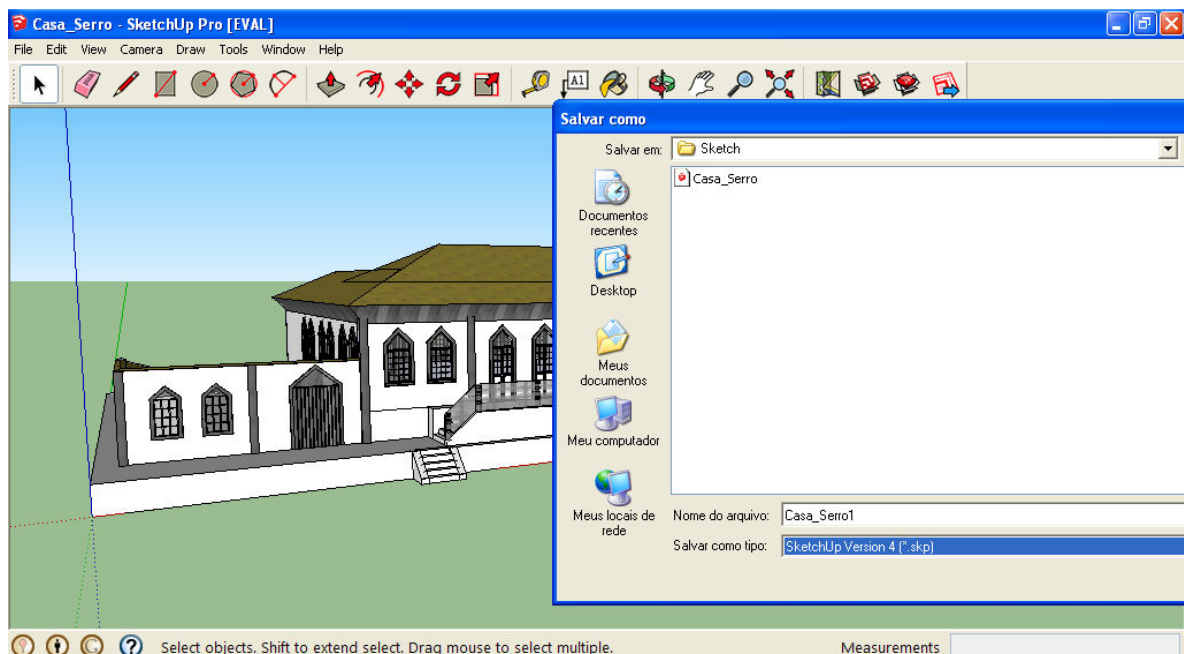 Casa_Serro - SketchUp Pro [EVAL]
File Edit View Camera Draw Tools Window Help
A1
Salvar como
Salvar em: Sketch
Casa_Serro
Documentos
recentes
Desktop
Meus
documentos
Meu computador
Meus locais de
rede
Nome do arquivo: Casa_Serro1
Salvar como tipo: SketchUp Version 4 (*.skp)
Select objects. Shift to extend select. Drag mouse to select multiple.
Measurements